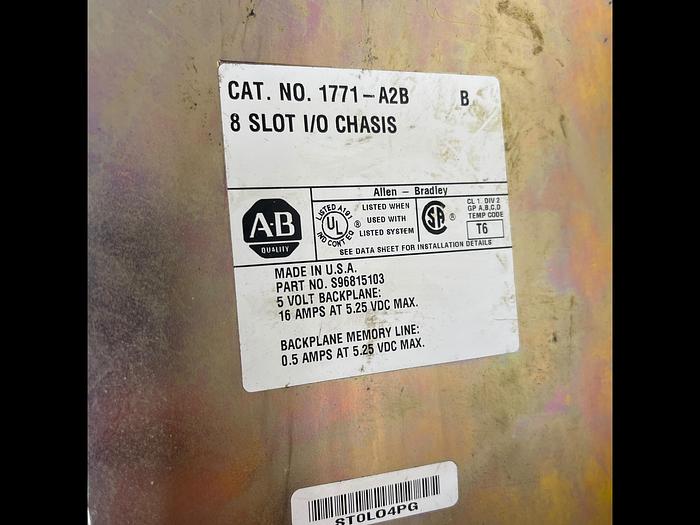 CAT. NO. 1771-A2B B
8 SLOT I/O CHASIS
Allen - Bradley
A-B
QUALITY
LISTED A191
UL ®
IND CONT EQ
LISTED WHEN
USED WITH
LISTED SYSTEM
SA ®
CL 1, DIV 2
GP A,B,C,D
TEMP CODE
T6
SEE DATA SHEET FOR INSTALLATION DETAILS
MADE IN U.S.A.
PART NO. S96815103
5 VOLT BACKPLANE:
16 AMPS AT 5.25 VDC MAX.
BACKPLANE MEMORY LINE:
0.5 AMPS AT 5.25 VDC MAX.
ST0L04PG